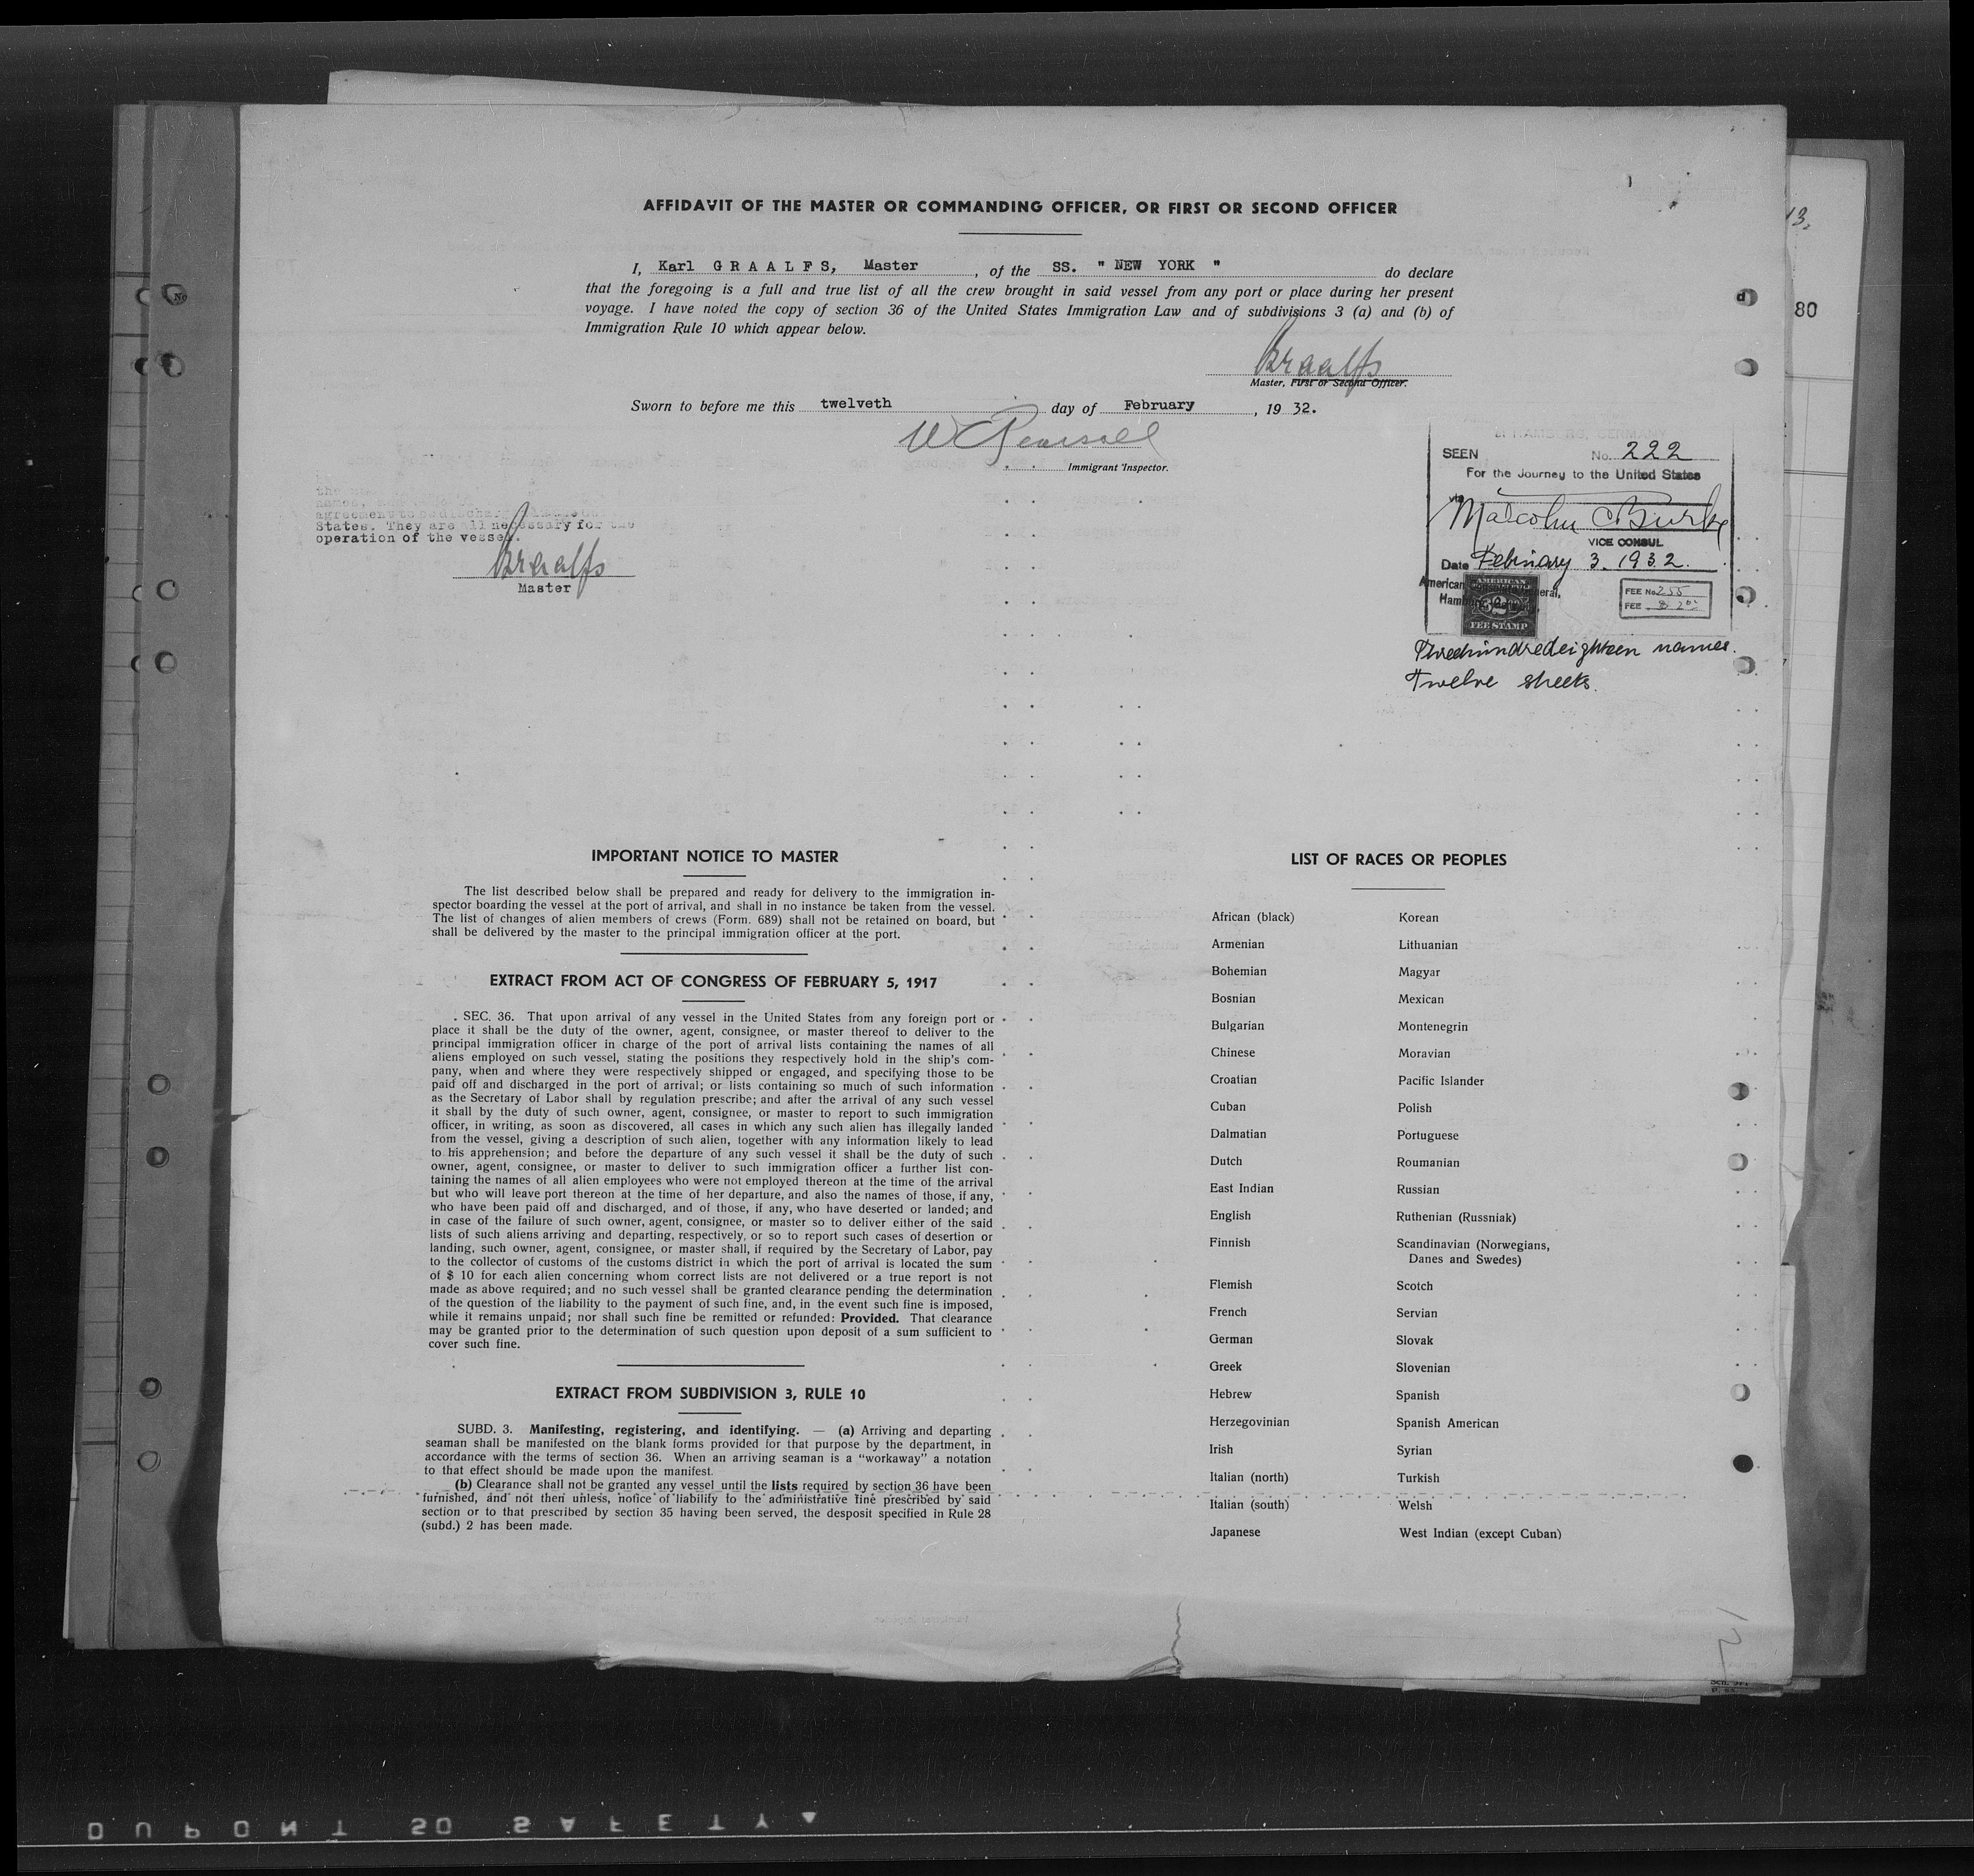 AFFIDAVIT OF THE MASTER OR COMMANDING OFFICER, OR FIRST OR SECOND OFFICER
I, Karl G R A A L F S, Master, of the SS. " NEW YORK " do declare
that the foregoing is a full and true list of all the crew brought in said vessel from any port or place during her present
voyage. I have noted the copy of section 36 of the United States Immigration Law and of subdivisions 3 (a) and (b) of
Immigration Rule 10 which appear below.
Graalfs
Master, First or Second Officer.
Sworn to before me this twelveth day of February, 19 32.
W C Pearsall
Immigrant Inspector.
SEEN No. 222
For the Journey to the United States
via
Malcolm C Burke
VICE CONSUL
Date February 3. 1932.
American
Hamburg
AMERICAN
2
FEE STAMP
FEE No. 255
FEE $ 2.00
Threehundredeighteen names.
Twelve sheets.
names,
agreement to be discharged
States. They are all necessary for the
operation of the vessel.
Graalfs
Master
13,
80
IMPORTANT NOTICE TO MASTER
The list described below shall be prepared and ready for delivery to the immigration in-
spector boarding the vessel at the port of arrival, and shall in no instance be taken from the vessel.
The list of changes of alien members of crews (Form. 689) shall not be retained on board, but
shall be delivered by the master to the principal immigration officer at the port.
EXTRACT FROM ACT OF CONGRESS OF FEBRUARY 5, 1917
SEC. 36. That upon arrival of any vessel in the United States from any foreign port or
place it shall be the duty of the owner, agent, consignee, or master thereof to deliver to the
principal immigration officer in charge of the port of arrival lists containing the names of all
aliens employed on such vessel, stating the positions they respectively hold in the ship's com-
pany, when and where they were respectively shipped or engaged, and specifying those to be
paid off and discharged in the port of arrival; or lists containing so much of such information
as the Secretary of Labor shall by regulation prescribe; and after the arrival of any such vessel
it shall by the duty of such owner, agent, consignee, or master to report to such immigration
officer, in writing, as soon as discovered, all cases in which any such alien has illegally landed
from the vessel, giving a description of such alien, together with any information likely to lead
to his apprehension; and before the departure of any such vessel it shall be the duty of such
owner, agent, consignee, or master to deliver to such immigration officer a further list con-
taining the names of all alien employees who were not employed thereon at the time of the arrival
but who will leave port thereon at the time of her departure, and also the names of those, if any,
who have been paid off and discharged, and of those, if any, who have deserted or landed; and
in case of the failure of such owner, agent, consignee, or master so to deliver either of the said
lists of such aliens arriving and departing, respectively, or so to report such cases of desertion or
landing, such owner, agent, consignee, or master shall, if required by the Secretary of Labor, pay
to the collector of customs of the customs district in which the port of arrival is located the sum
of $ 10 for each alien concerning whom correct lists are not delivered or a true report is not
made as above required; and no such vessel shall be granted clearance pending the determination
of the question of the liability to the payment of such fine, and, in the event such fine is imposed,
while it remains unpaid; nor shall such fine be remitted or refunded: Provided. That clearance
may be granted prior to the determination of such question upon deposit of a sum sufficient to
cover such fine.
EXTRACT FROM SUBDIVISION 3, RULE 10
SUBD. 3. Manifesting, registering, and identifying. — (a) Arriving and departing
seaman shall be manifested on the blank forms provided for that purpose by the department, in
accordance with the terms of section 36. When an arriving seaman is a "workaway" a notation
to that effect should be made upon the manifest.
(b) Clearance shall not be granted any vessel until the lists required by section 36 have been
furnished, and not then unless, notice of liability to the administrative fine prescribed by said
section or to that prescribed by section 35 having been served, the desposit specified in Rule 28
(subd.) 2 has been made.
LIST OF RACES OR PEOPLES
African (black)
Armenian
Bohemian
Bosnian
Bulgarian
Chinese
Croatian
Cuban
Dalmatian
Dutch
East Indian
English
Finnish
Flemish
French
German
Greek
Hebrew
Herzegovinian
Irish
Italian (north)
Italian (south)
Japanese
Korean
Lithuanian
Magyar
Mexican
Montenegrin
Moravian
Pacific Islander
Polish
Portuguese
Roumanian
Russian
Ruthenian (Russniak)
Scandinavian (Norwegians,
Danes and Swedes)
Scotch
Servian
Slovak
Slovenian
Spanish
Spanish American
Syrian
Turkish
Welsh
West Indian (except Cuban)
DUPONT SO SAFETY